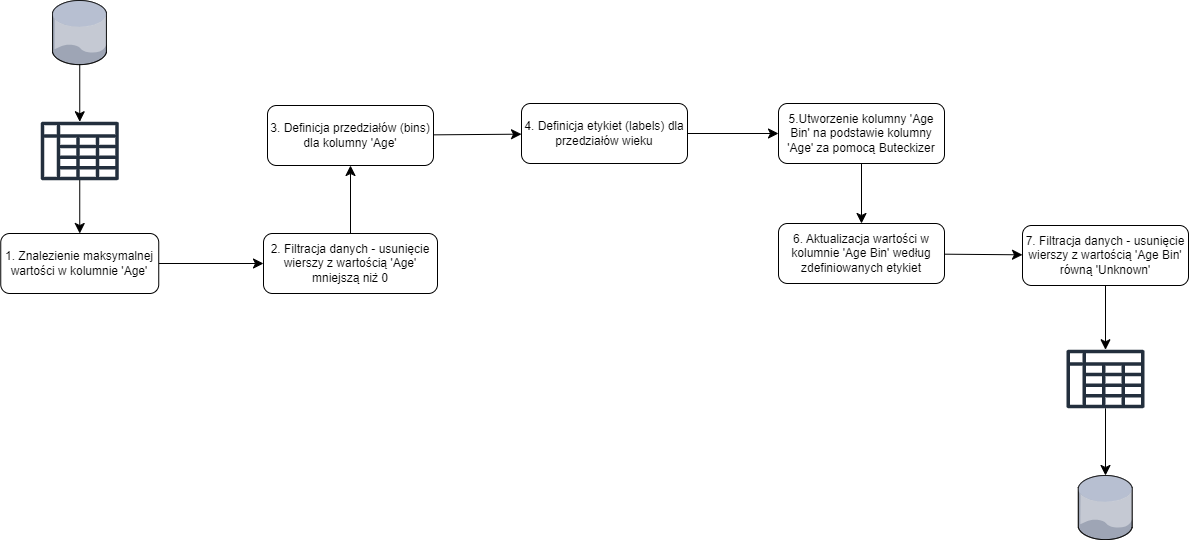 1. Znalezienie maksymalnej
wartości w kolumnie 'Age'
2. Filtracja danych - usunięcie
wierszy z wartością 'Age'
mniejszą niż 0
3. Definicja przedziałów (bins)
dla kolumny 'Age'
4. Definicja etykiet (labels) dla
przedziałów wieku
5.Utworzenie kolumny 'Age
Bin' na podstawie kolumny
'Age' za pomocą Buteckizer
6. Aktualizacja wartości w
kolumnie 'Age Bin' według
zdefiniowanych etykiet
7. Filtracja danych - usunięcie
wierszy z wartością 'Age Bin'
równą 'Unknown'